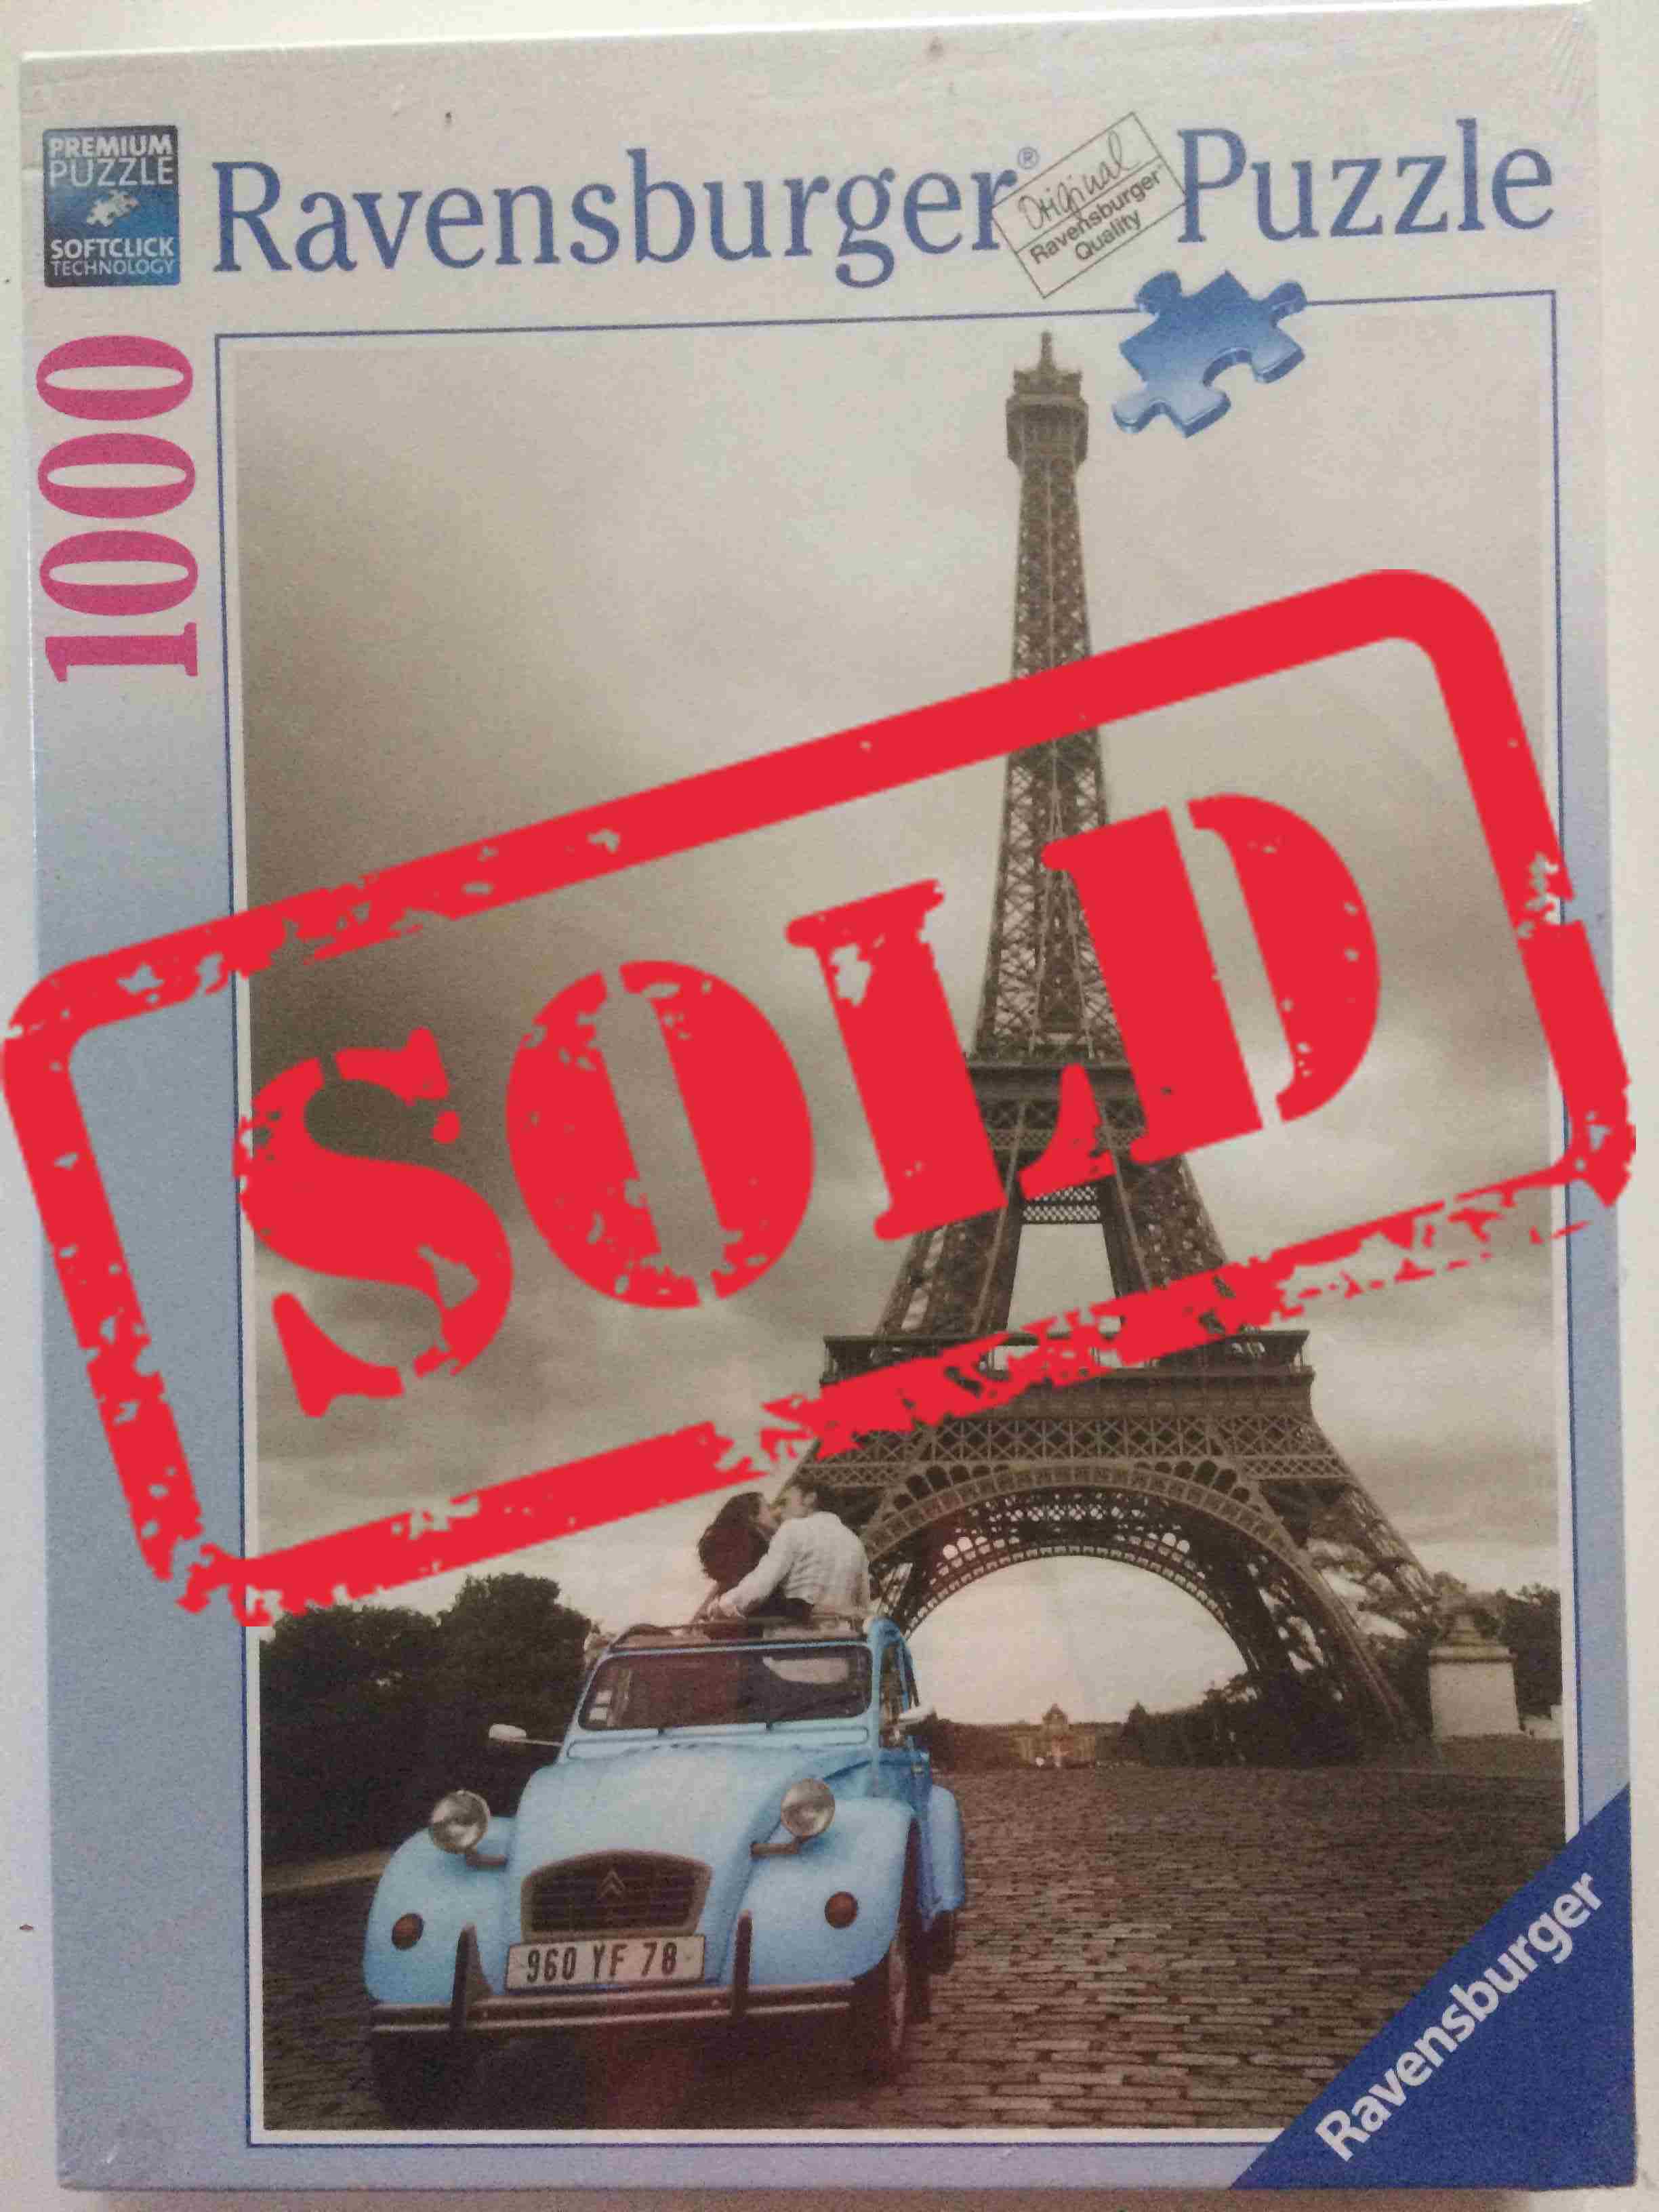 PREMIUM
PUZZLE
SOFTCLICK
TECHNOLOGY
Ravensburger® Puzzle
Original
Ravensburger
Quality
1000
SOLD
960 YF 78
Ravensburger